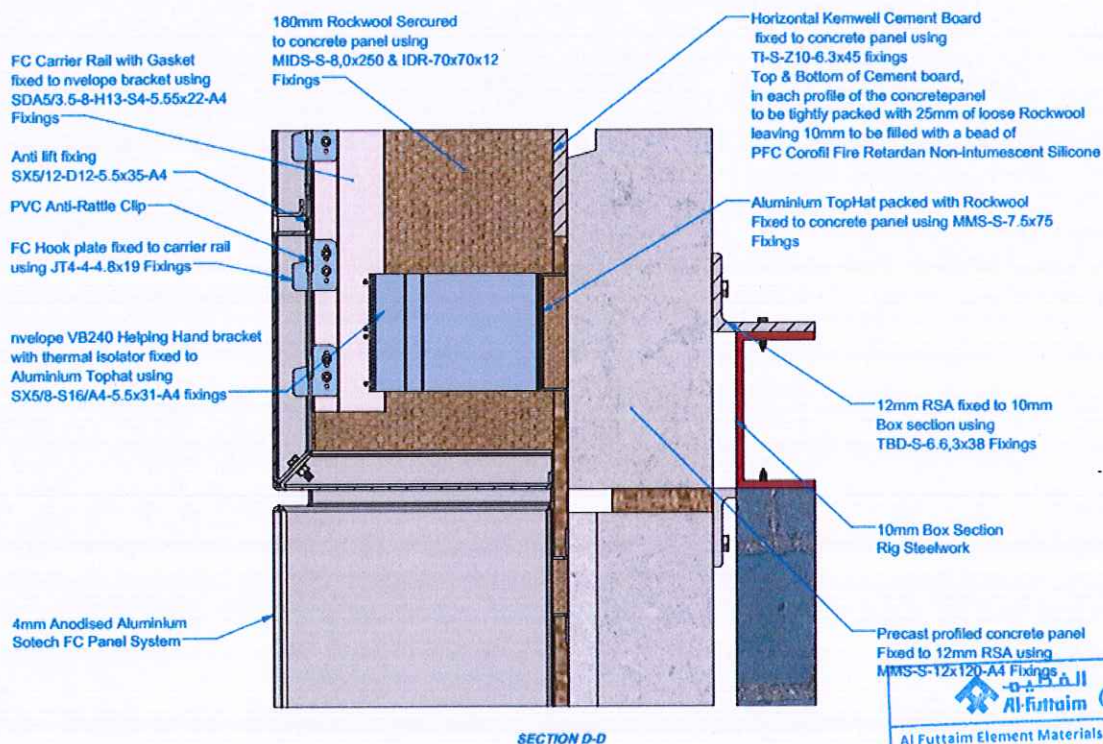 180mm Rockwool Sercured
to concrete panel using
MIDS-S-8,0x250 & IDR-70x70x12
Fixings
Horizontal Kemwell Cement Board
fixed to concrete panel using
TI-S-Z10-6.3x45 fixings
Top & Bottom of Cement board,
in each profile of the concretepanel
to be tightly packed with 25mm of loose Rockwool
leaving 10mm to be filled with a bead of
PFC Corofil Fire Retardan Non-Intumescent Silicone
FC Carrier Rail with Gasket
fixed to nvelope bracket using
SDA5/3.5-8-H13-S4-5.55x22-A4
Fixings
Anti lift fixing
SX5/12-D12-5.5x35-A4
PVC Anti-Rattle Clip
FC Hook plate fixed to carrier rail
using JT4-4-4.8x19 Fixings
nvelope VB240 Helping Hand bracket
with thermal isolator fixed to
Aluminium Tophat using
SX5/8-S16/A4-5.5x31-A4 fixings
Aluminium TopHat packed with Rockwool
Fixed to concrete panel using MMS-S-7.5x75
Fixings
12mm RSA fixed to 10mm
Box section using
TBD-S-6.6,3x38 Fixings
10mm Box Section
Rig Steelwork
4mm Anodised Aluminium
Sotech FC Panel System
Precast profiled concrete panel
Fixed to 12mm RSA using
MMS-S-12x120-A4 Fixings
SECTION D-D
الفطيم
Al-Futtaim
Al Futtaim Element Materials